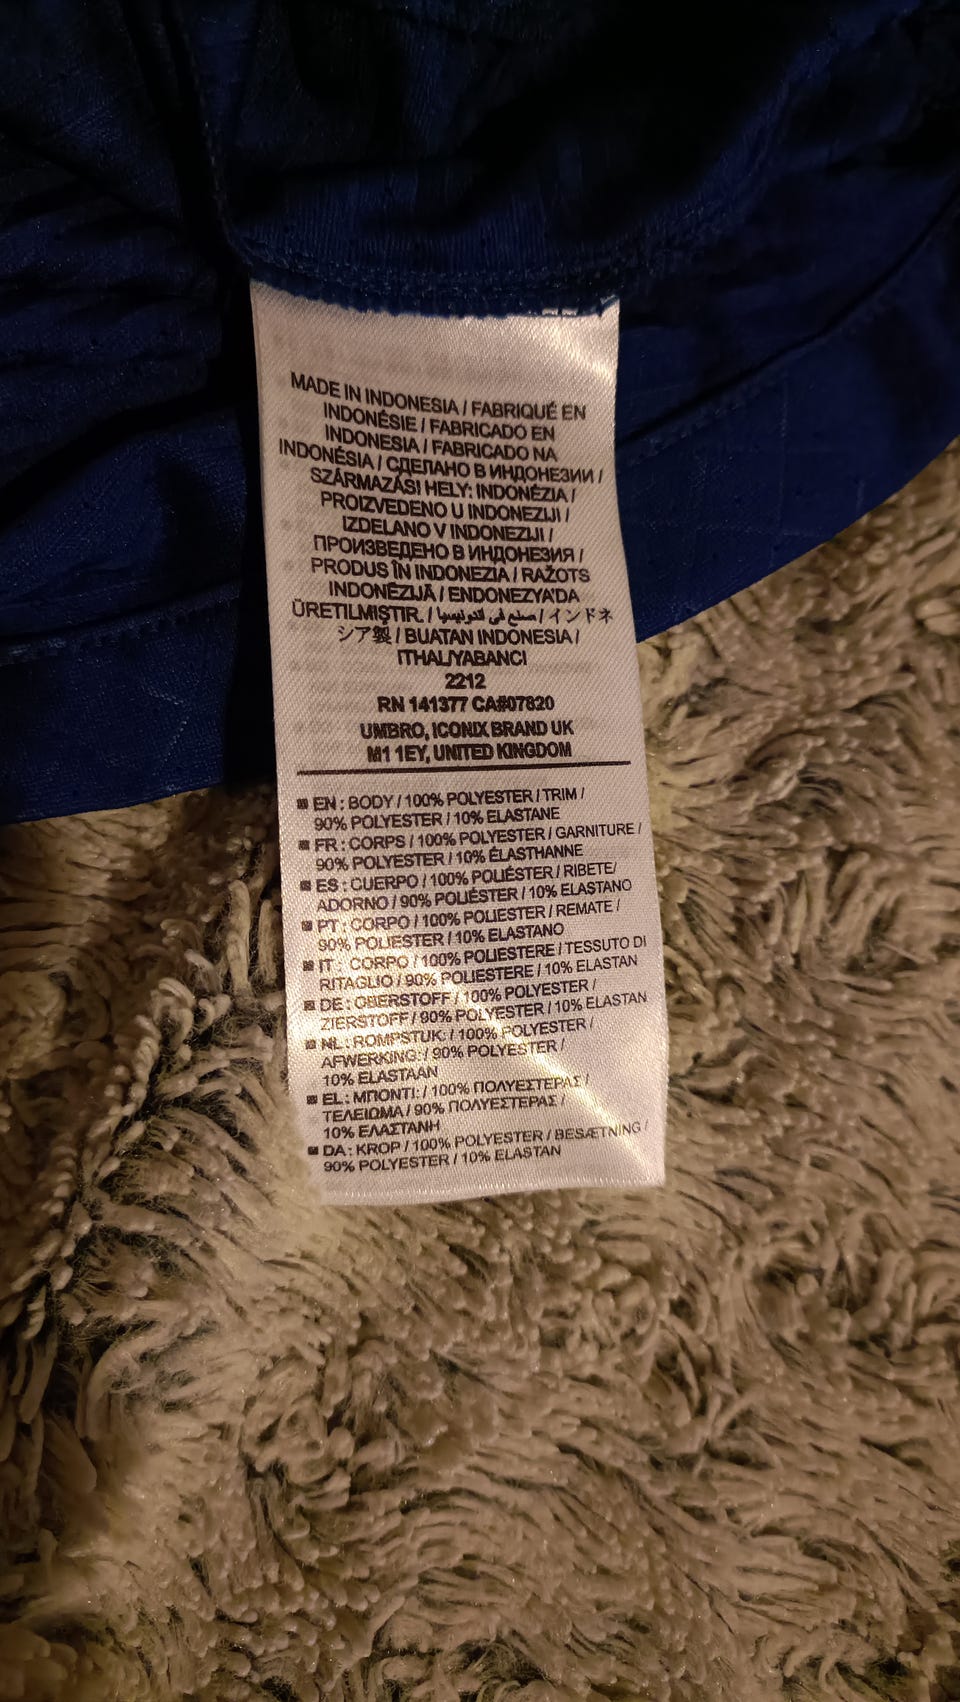 MADE IN INDONESIA / FABRIQUÉ EN
INDONÉSIE / FABRICADO EN
INDONESIA / FABRICADO NA
INDONÉSIA / СДЕЛАНО В ИНДОНЕЗИИ /
SZÁRMAZÁSI HELY: INDONÉZIA /
PROIZVEDENO U INDONEZIJI /
IZDELANO V INDONEZIJI /
ПРОИЗВЕДЕНО В ИНДОНЕЗИЯ /
PRODUS ÎN INDONEZIA / RAŽOTS
INDONĒZIJĀ / ENDONEZYA'DA
ÜRETILMIŞTIR. / صنع في اندونيسيا / インドネ
シア製 / BUATAN INDONESIA /
ITHAL/YABANCI
2212
RN 141377 CA#07820
UMBRO, ICONIX BRAND UK
M1 1EY, UNITED KINGDOM
EN : BODY / 100% POLYESTER / TRIM /
90% POLYESTER / 10% ELASTANE
FR : CORPS / 100% POLYESTER / GARNITURE /
90% POLYESTER / 10% ÉLASTHANNE
ES : CUERPO / 100% POLIÉSTER / RIBETE/
ADORNO / 90% POLIÉSTER / 10% ELASTANO
PT : CORPO / 100% POLIESTER / REMATE /
90% POLIESTER / 10% ELASTANO
IT : CORPO / 100% POLIESTERE / TESSUTO DI
RITAGLIO / 90% POLIESTERE / 10% ELASTAN
DE : OBERSTOFF / 100% POLYESTER /
ZIERSTOFF / 90% POLYESTER / 10% ELASTAN
NL : ROMPSTUK: / 100% POLYESTER /
AFWERKING: / 90% POLYESTER /
10% ELASTAAN
EL : ΜΠΟΝΤΙ: / 100% ΠΟΛΥΕΣΤΕΡΑΣ /
ΤΕΛΕΙΩΜΑ / 90% ΠΟΛΥΕΣΤΕΡΑΣ /
10% ΕΛΑΣΤΑΝΗ
DA : KROP / 100% POLYESTER / BESÆTNING /
90% POLYESTER / 10% ELASTAN